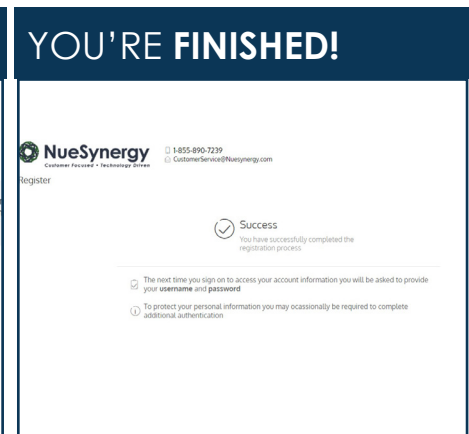 YOU'RE FINISHED!
NueSynergy
Customer Focused • Technology Driven
1-855-890-7239
CustomerService@Nuesynergy.com
Register
Success
You have successfully completed the
registration process
The next time you sign on to access your account information you will be asked to provide
your username and password
To protect your personal information you may ocassionally be required to complete
additional authentication